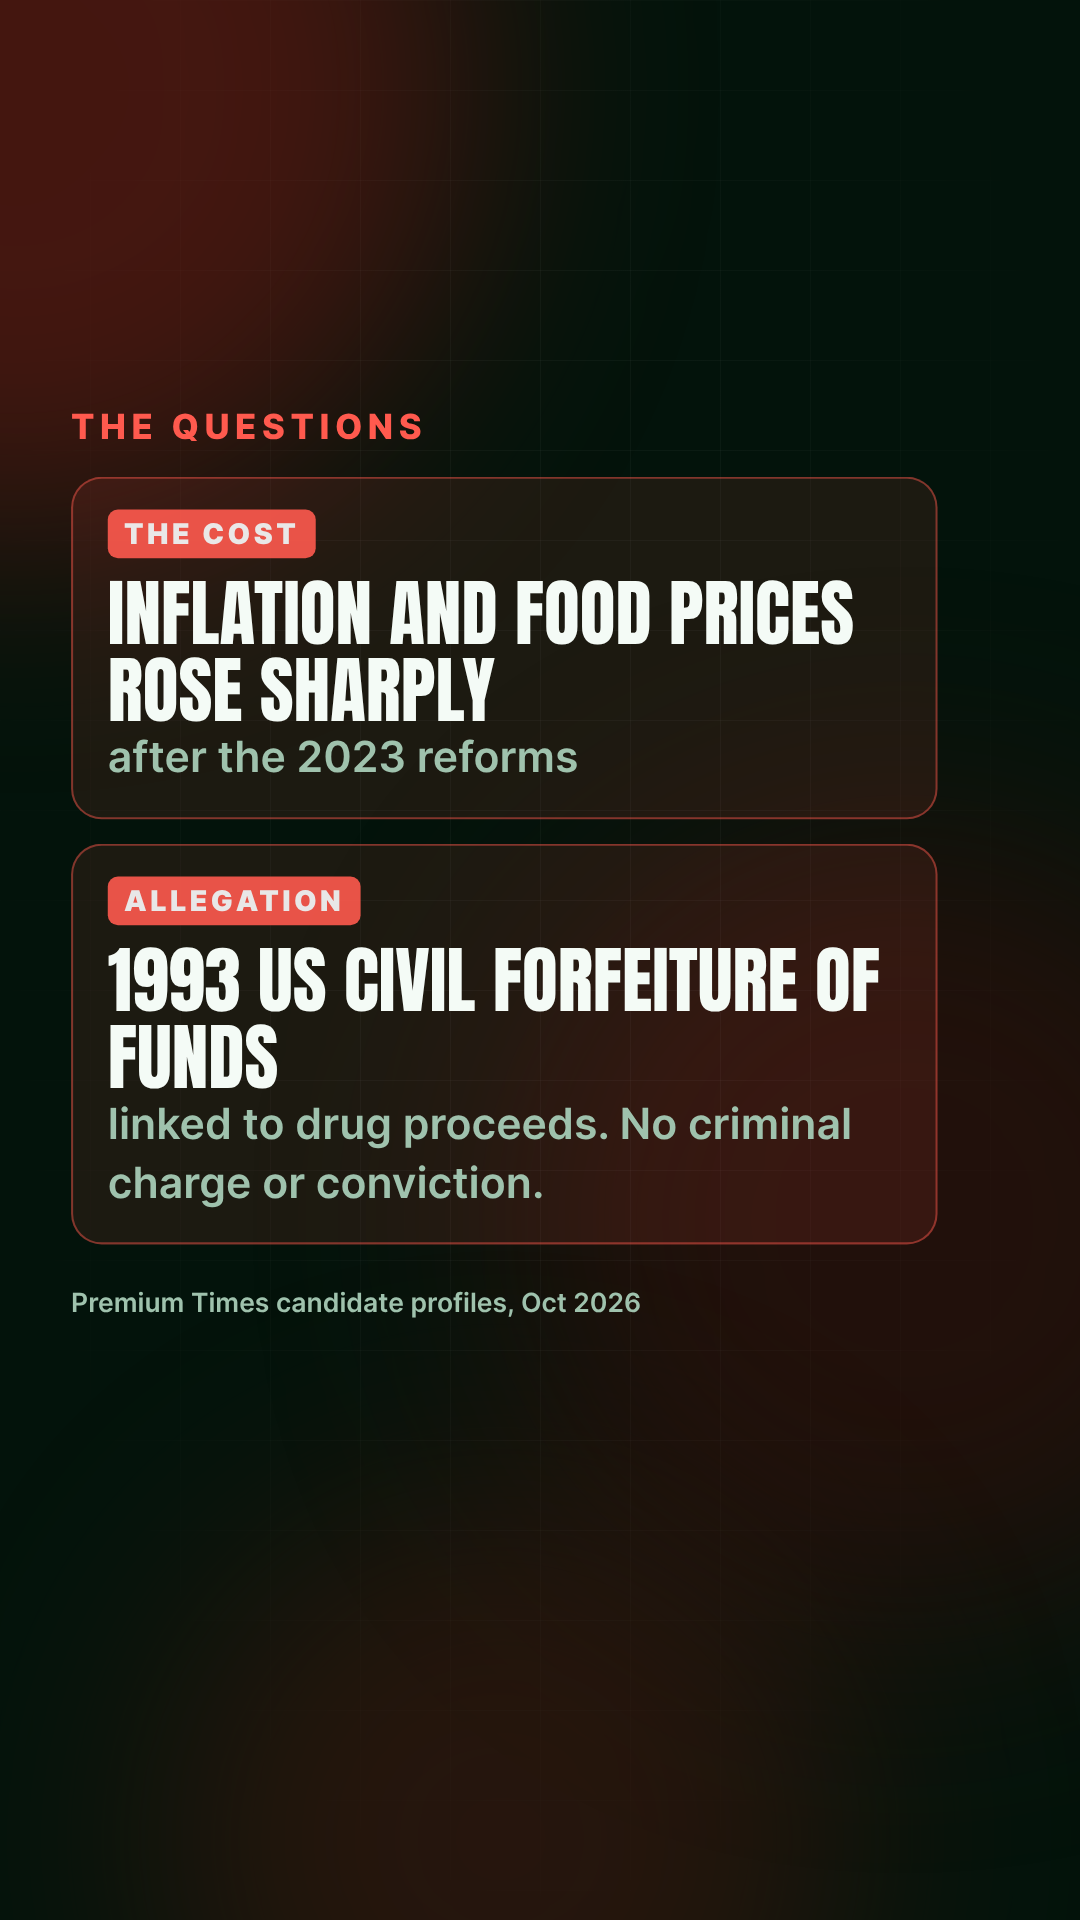 THE QUESTIONS
THE COST
INFLATION AND FOOD PRICES
ROSE SHARPLY
after the 2023 reforms
ALLEGATION
1993 US CIVIL FORFEITURE OF
FUNDS
linked to drug proceeds. No criminal
charge or conviction.
Premium Times candidate profiles, Oct 2026